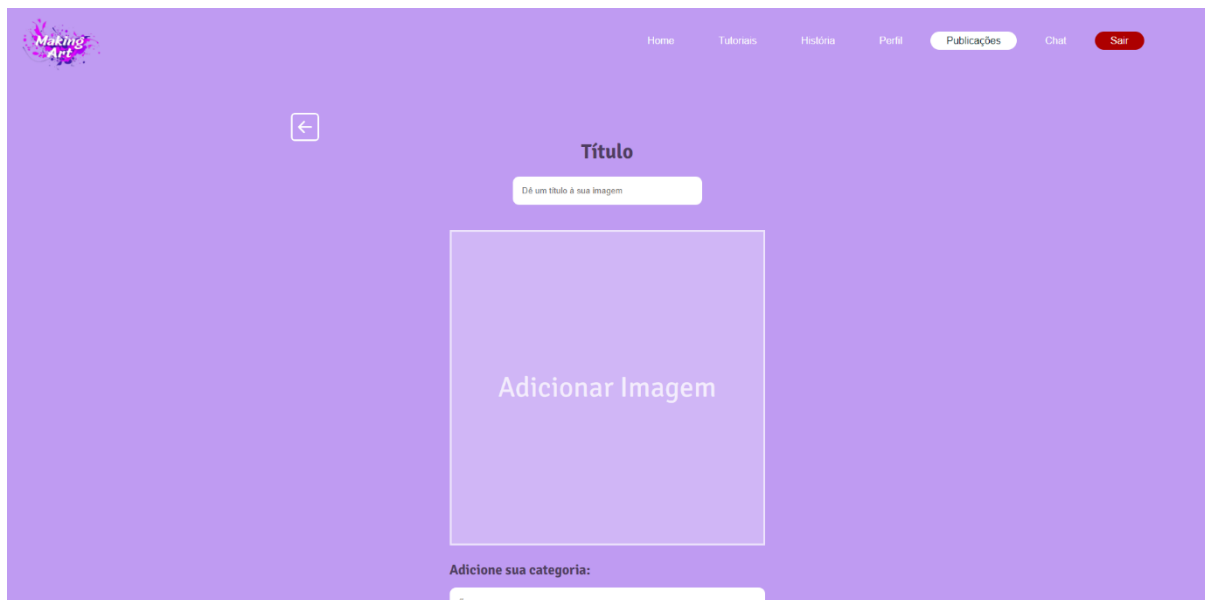 Making
Art
Home Tutoriais História Perfil Publicações Chat Sair
Título
Dê um título à sua imagem
Adicionar Imagem
Adicione sua categoria: